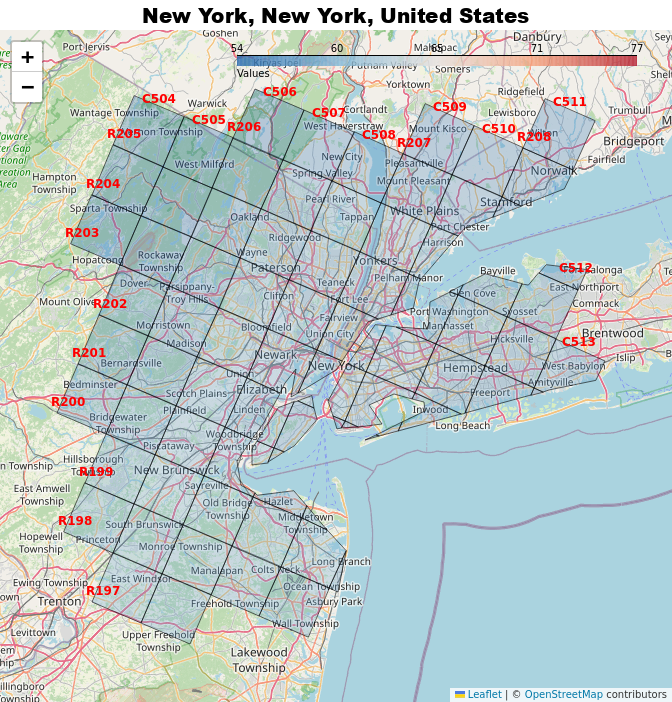 New York, New York, United States
Goshen
Danbury
Port Jervis
+
−
54
60
65
71
77
Values
Kiryas Joel
Mahopac
Putnam Valley
Somers
Yorktown
Ridgefield
C504
C505
C506
C507
C508
C509
C510
C511
C512
C513
R205
R206
R207
R208
R204
R203
R202
R201
R200
R199
R198
R197
Wantage Township
Warwick
Vernon Township
West Milford
West Haverstraw
Cortlandt
Mount Kisco
Lewisboro
Wilton
Trumbull
Bridgeport
Fairfield
Norwalk
Stamford
New City
Spring Valley
Pleasantville
Mount Pleasant
Pearl River
Tappan
White Plains
Port Chester
Harrison
Hampton
Township
Sparta Township
Hopatcong
Oakland
Ridgewood
Wayne
Paterson
Rockaway
Township
Dover
Parsippany-
Troy Hills
Teaneck
Yonkers
Pelham Manor
Clifton
Fort Lee
Fairview
Union City
Bloomfield
Mount Olive
Morristown
Madison
Newark
New York
Bernardsville
Union
Elizabeth
Bedminster
Scotch Plains
Plainfield
Linden
Bridgewater
Township
Woodbridge
Township
Piscataway
Hillsborough
Township
New Brunswick
Sayreville
Old Bridge
Township
Hazlet
Middletown
Township
East Amwell
Township
Hopewell
Township
Princeton
South Brunswick
Monroe Township
Manalapan
Colts Neck
Long Branch
Ocean Township
Asbury Park
Ewing Township
Trenton
East Windsor
Freehold Township
Wall Township
Levittown
Upper Freehold
Township
Lakewood
Township
Bayville
Glen Cove
Port Washington
Manhasset
Syosset
East Northport
Commack
Hicksville
Brentwood
Islip
Hempstead
West Babylon
Amityville
Freeport
Inwood
Long Beach
Leaflet | © OpenStreetMap contributors